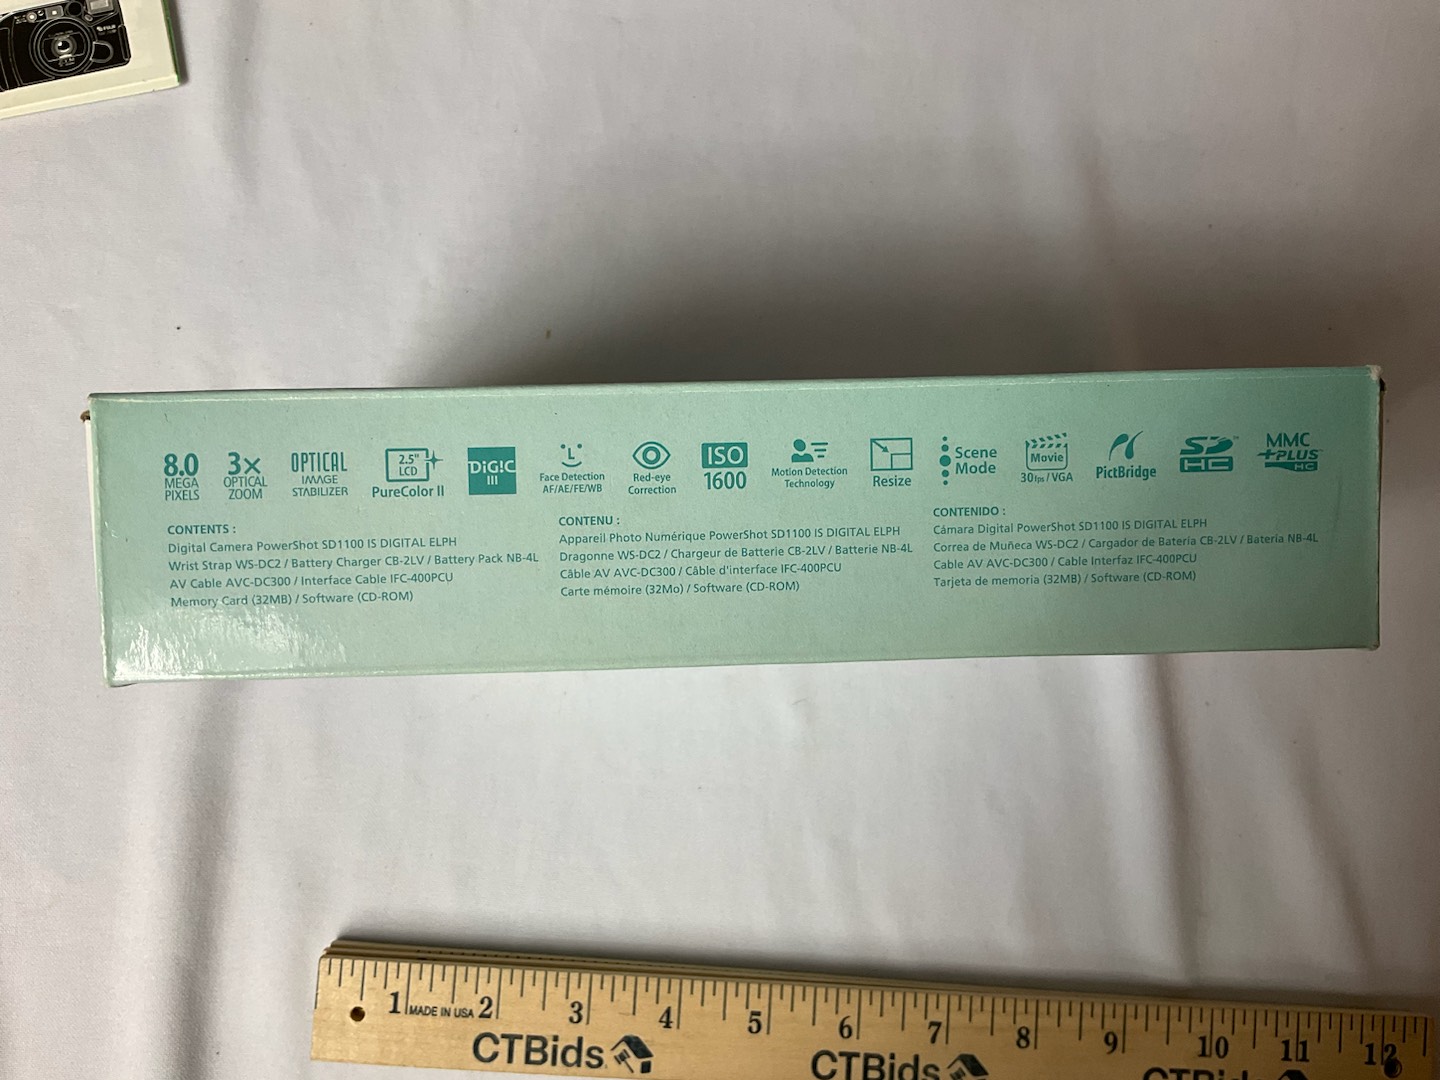 FUJI
8.0 MEGA PIXELS
3x OPTICAL ZOOM
OPTICAL IMAGE STABILIZER
2.5" LCD
PureColor II
DiGiC III
Face Detection
AF/AE/FE/WB
Red-eye
Correction
ISO
1600
Motion Detection
Technology
Resize
Scene
Mode
Movie
30fps/VGA
PictBridge
SD HC™
MMC
+PLUS™
HC
CONTENTS :
Digital Camera PowerShot SD1100 IS DIGITAL ELPH
Wrist Strap WS-DC2 / Battery Charger CB-2LV / Battery Pack NB-4L
AV Cable AVC-DC300 / Interface Cable IFC-400PCU
Memory Card (32MB) / Software (CD-ROM)
CONTENU :
Appareil Photo Numérique PowerShot SD1100 IS DIGITAL ELPH
Dragonne WS-DC2 / Chargeur de Batterie CB-2LV / Batterie NB-4L
Câble AV AVC-DC300 / Câble d'interface IFC-400PCU
Carte mémoire (32Mo) / Software (CD-ROM)
CONTENIDO :
Cámara Digital PowerShot SD1100 IS DIGITAL ELPH
Correa de Muñeca WS-DC2 / Cargador de Batería CB-2LV / Batería NB-4L
Cable AV AVC-DC300 / Cable Interfaz IFC-400PCU
Tarjeta de memoria (32MB) / Software (CD-ROM)
1 MADE IN USA 2 3 4 5 6 7 8 9 10 11 12
CTBids CTBids CTBids